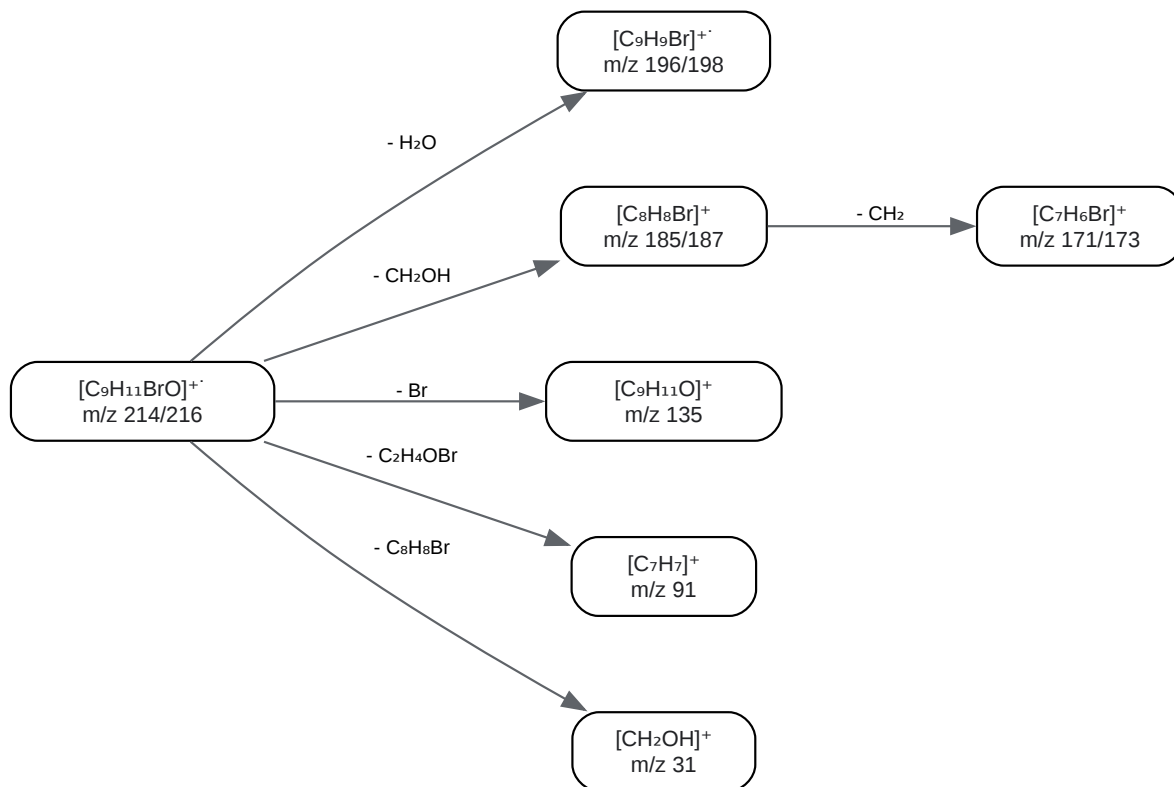 [C₉H₉Br]⁺˙
m/z 196/198
- H₂O
[C₈H₈Br]⁺
m/z 185/187
- CH₂
[C₇H₆Br]⁺
m/z 171/173
- CH₂OH
[C₉H₁₁BrO]⁺˙
m/z 214/216
- Br
[C₉H₁₁O]⁺
m/z 135
- C₂H₄OBr
[C₇H₇]⁺
m/z 91
- C₈H₈Br
[CH₂OH]⁺
m/z 31